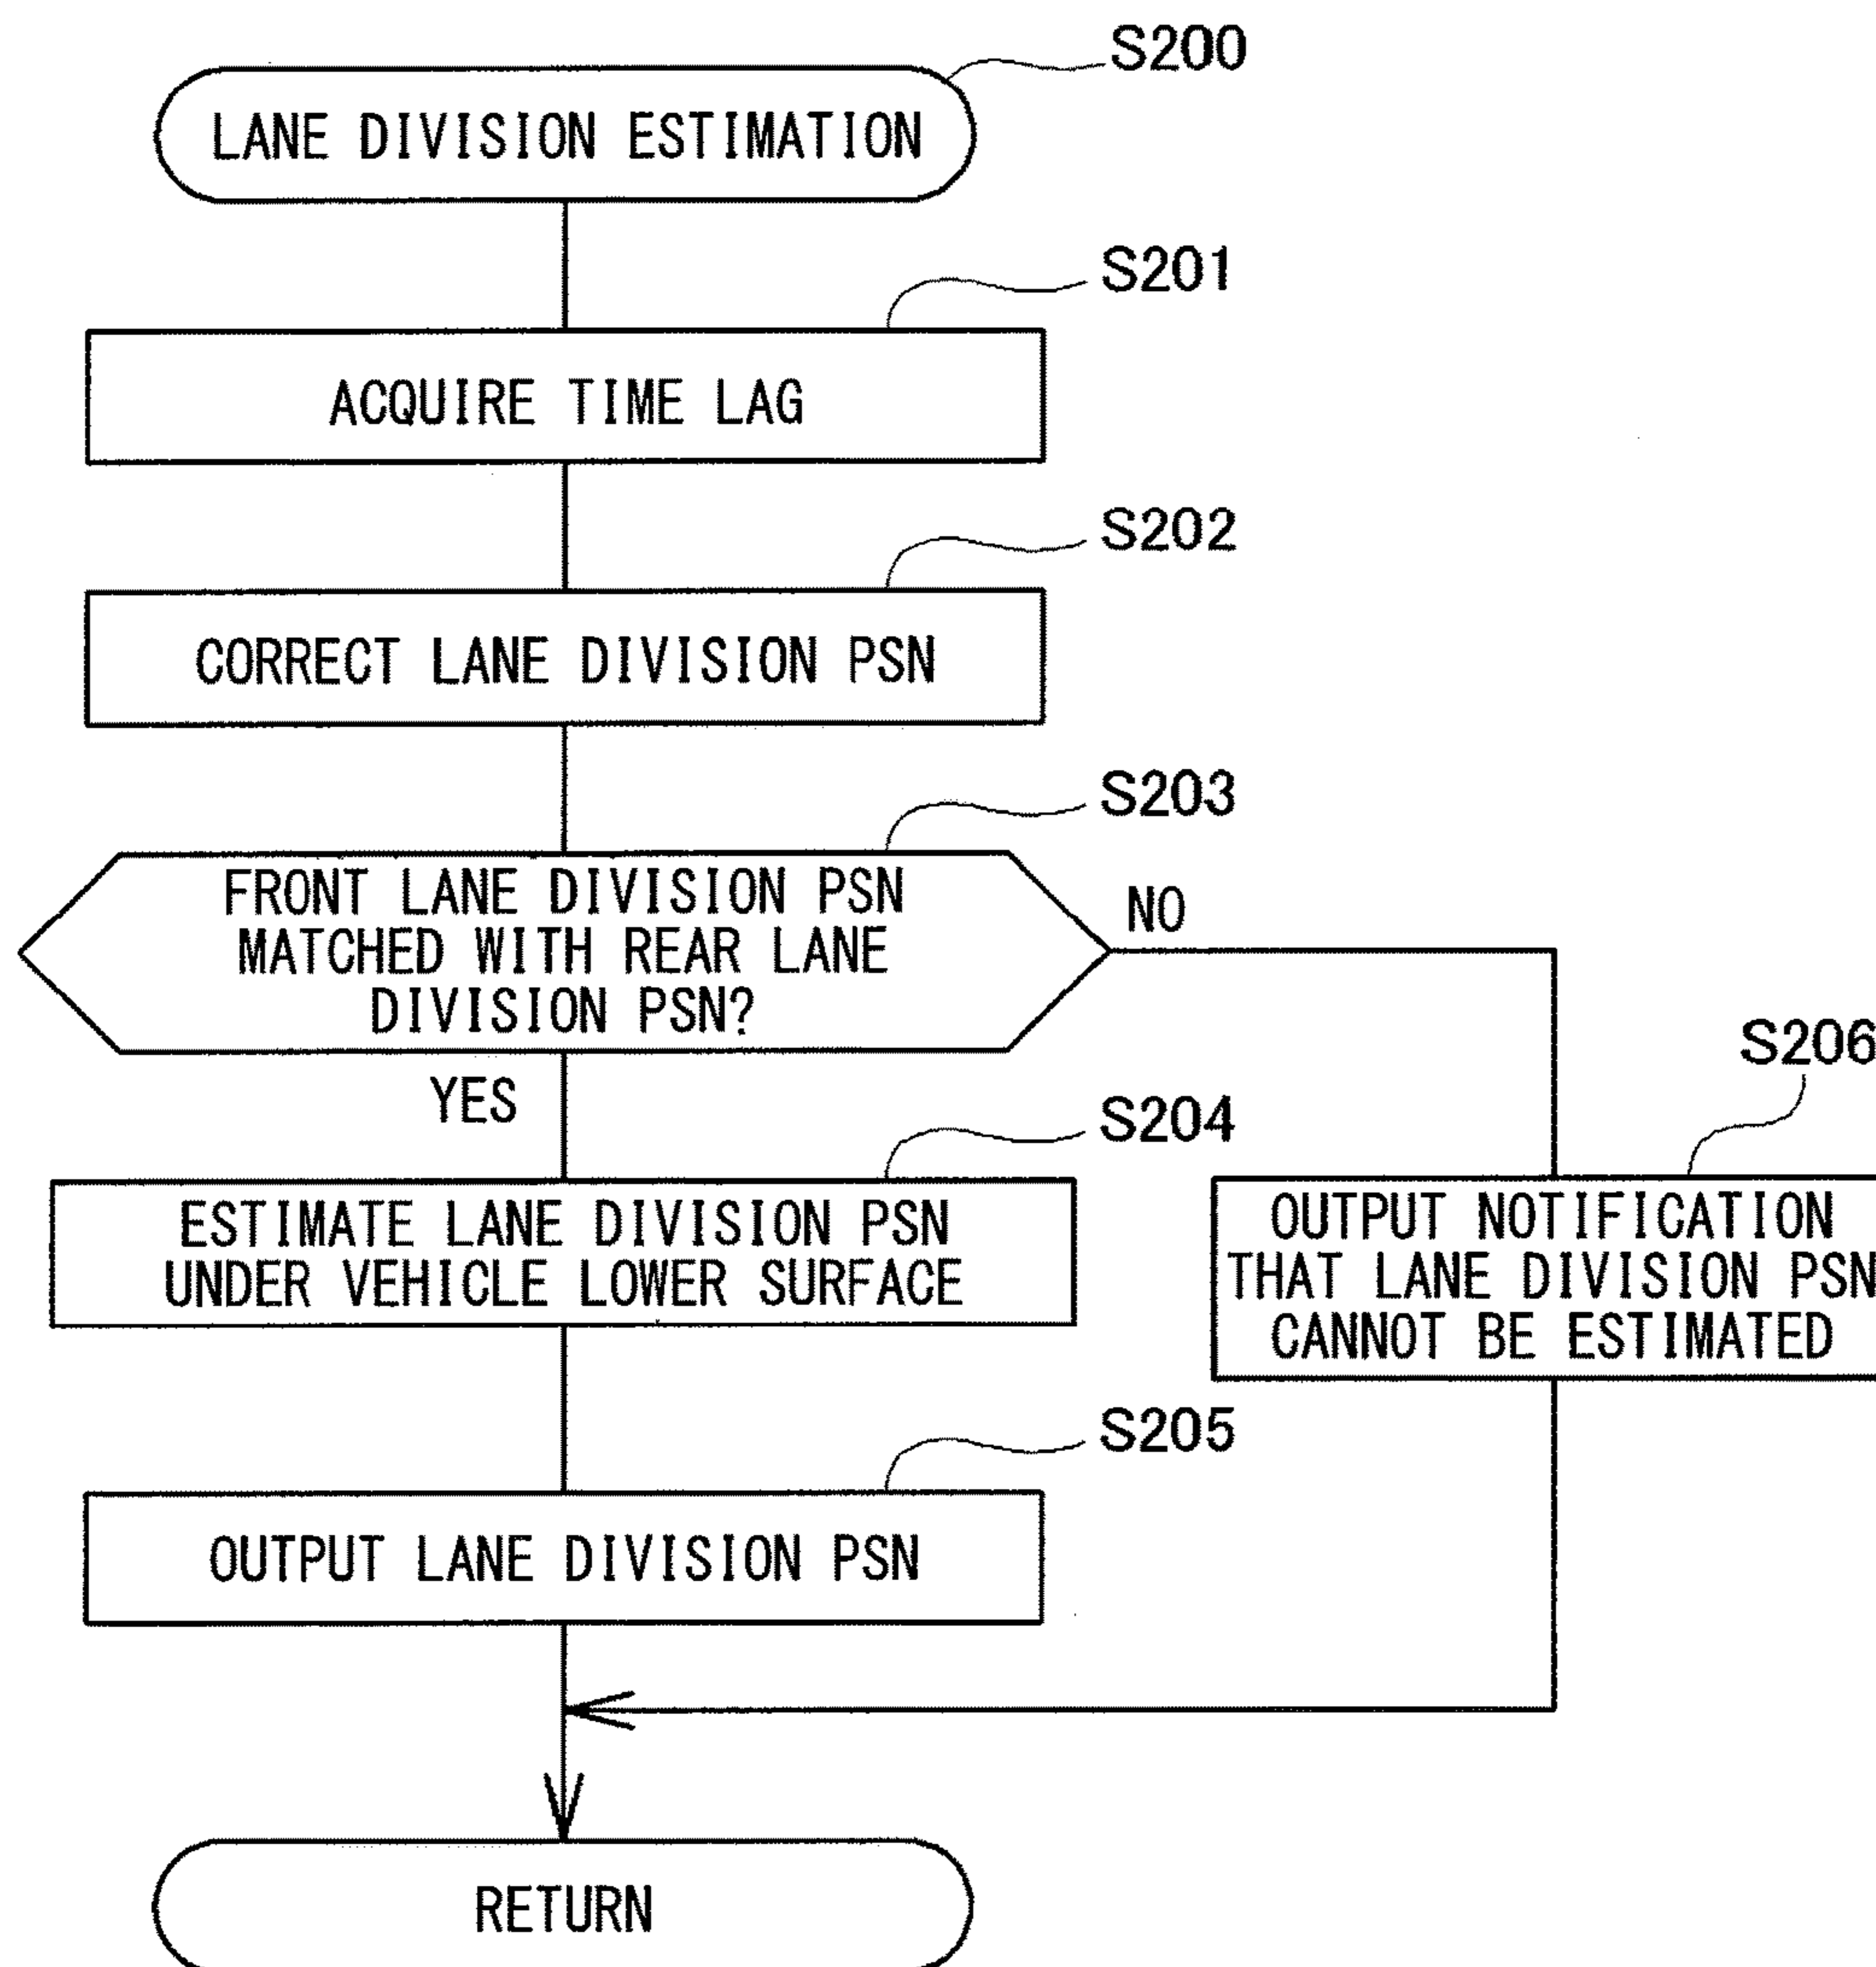 S200
LANE DIVISION ESTIMATION
S201
ACQUIRE TIME LAG
S202
CORRECT LANE DIVISION PSN
S203
FRONT LANE DIVISION PSN
MATCHED WITH REAR LANE
DIVISION PSN?
NO
YES
S204
ESTIMATE LANE DIVISION PSN
UNDER VEHICLE LOWER SURFACE
S206
OUTPUT NOTIFICATION
THAT LANE DIVISION PSN
CANNOT BE ESTIMATED
S205
OUTPUT LANE DIVISION PSN
RETURN